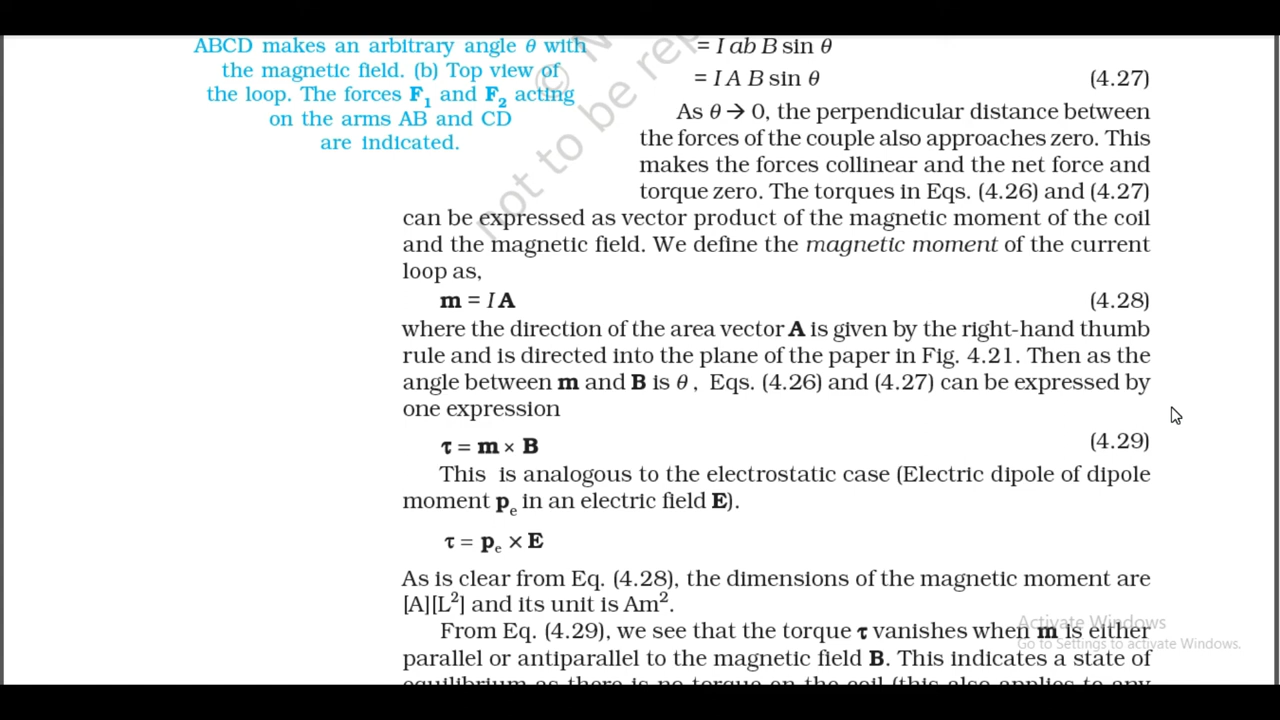 ABCD makes an arbitrary angle θ with
the magnetic field. (b) Top view of
the loop. The forces F₁ and F₂ acting
on the arms AB and CD
are indicated.
= I ab B sin θ
= I A B sin θ (4.27)
As θ → 0, the perpendicular distance between
the forces of the couple also approaches zero. This
makes the forces collinear and the net force and
torque zero. The torques in Eqs. (4.26) and (4.27)
can be expressed as vector product of the magnetic moment of the coil
and the magnetic field. We define the magnetic moment of the current
loop as,
m = I A (4.28)
where the direction of the area vector A is given by the right-hand thumb
rule and is directed into the plane of the paper in Fig. 4.21. Then as the
angle between m and B is θ , Eqs. (4.26) and (4.27) can be expressed by
one expression
τ = m × B (4.29)
This is analogous to the electrostatic case (Electric dipole of dipole
moment pₑ in an electric field E).
τ = pₑ × E
As is clear from Eq. (4.28), the dimensions of the magnetic moment are
[A][L²] and its unit is Am².
From Eq. (4.29), we see that the torque τ vanishes when m is either
parallel or antiparallel to the magnetic field B. This indicates a state of
equilibrium as there is no torque on the coil (this also applies to any
© N
not to be rep
Activate Windows
Go to Settings to activate Windows.